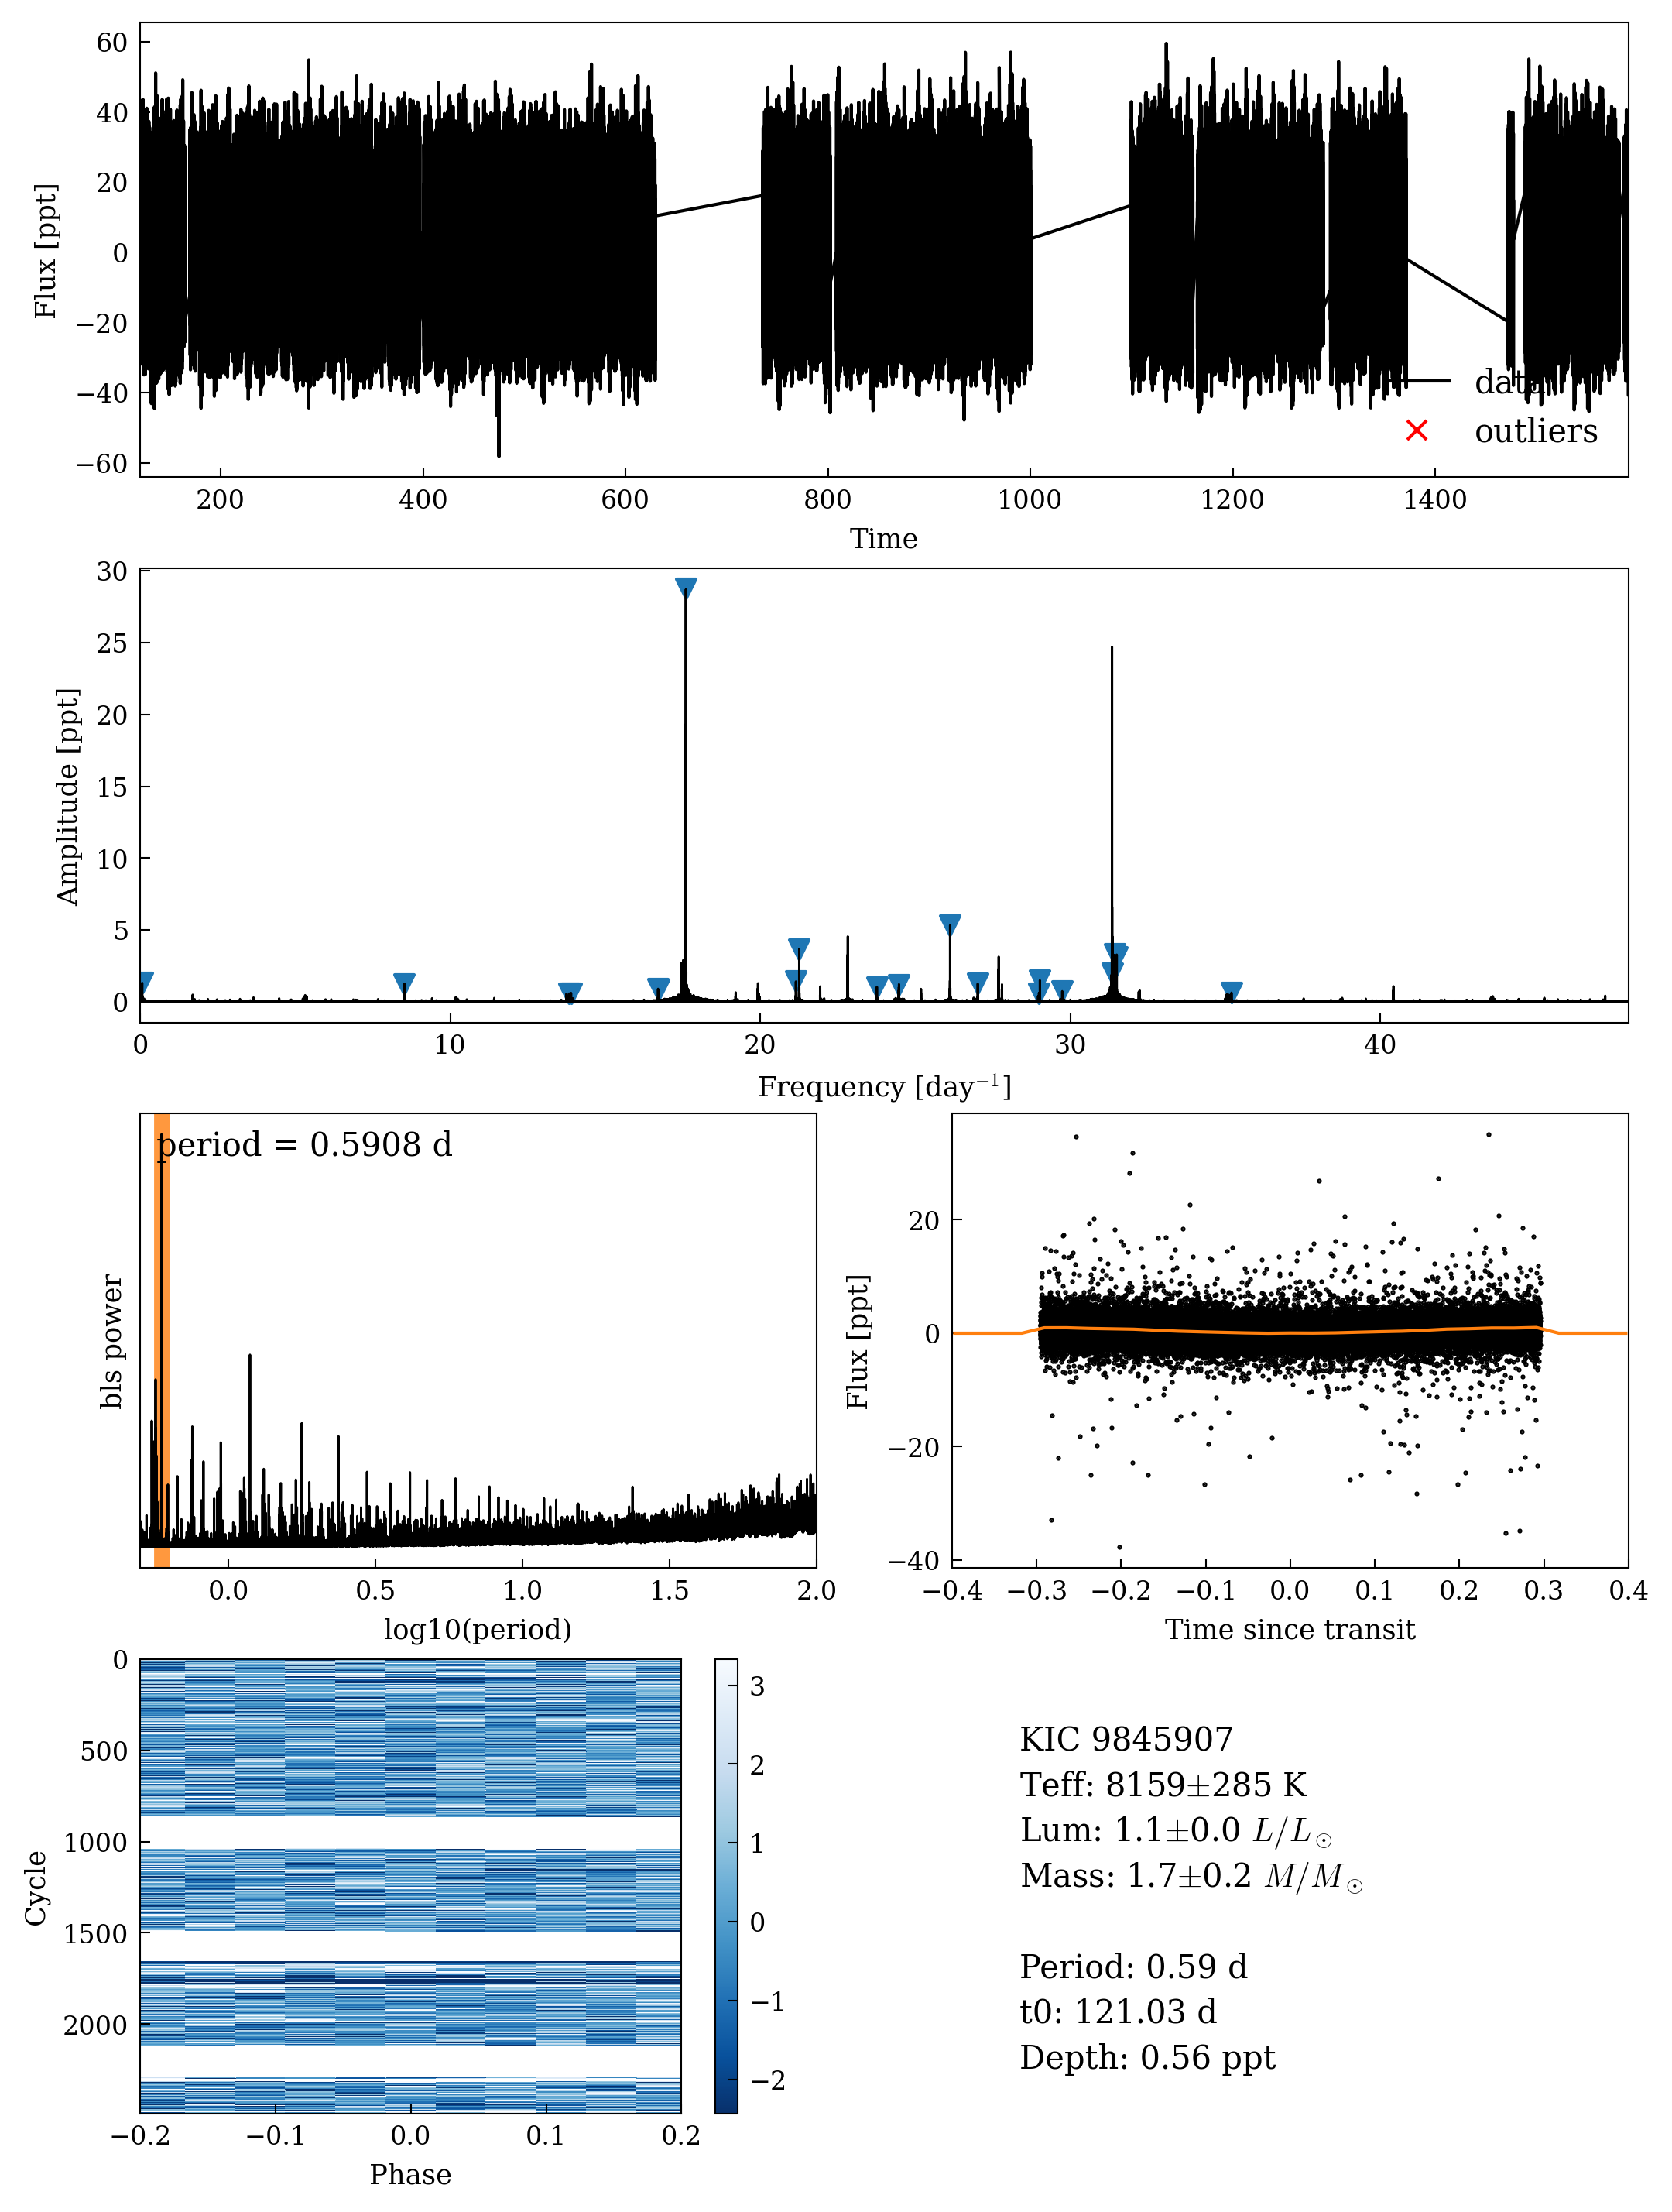 60
40
20
0
−20
−40
−60
Flux [ppt]
data
outliers
200 400 600 800 1000 1200 1400
Time
30
25
20
15
10
5
0
Amplitude [ppt]
0 10 20 30 40
Frequency [day⁻¹]
period = 0.5908 d
bls power
0.0 0.5 1.0 1.5 2.0
log10(period)
20
0
−20
−40
Flux [ppt]
−0.4 −0.3 −0.2 −0.1 0.0 0.1 0.2 0.3 0.4
Time since transit
0
500
1000
1500
2000
Cycle
−0.2 −0.1 0.0 0.1 0.2
Phase
3
2
1
0
−1
−2
KIC 9845907
Teff: 8159±285 K
Lum: 1.1±0.0 L/L⊙
Mass: 1.7±0.2 M/M⊙
Period: 0.59 d
t0: 121.03 d
Depth: 0.56 ppt